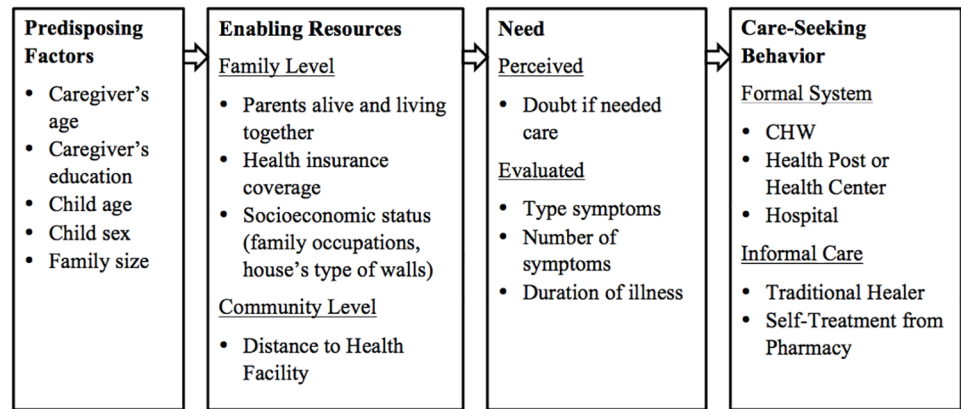 Predisposing
Factors
• Caregiver's
age
• Caregiver's
education
• Child age
• Child sex
• Family size
Enabling Resources
Family Level
• Parents alive and living
together
• Health insurance
coverage
• Socioeconomic status
(family occupations,
house's type of walls)
Community Level
• Distance to Health
Facility
Need
Perceived
• Doubt if needed
care
Evaluated
• Type symptoms
• Number of
symptoms
• Duration of illness
Care-Seeking
Behavior
Formal System
• CHW
• Health Post or
Health Center
• Hospital
Informal Care
• Traditional Healer
• Self-Treatment from
Pharmacy